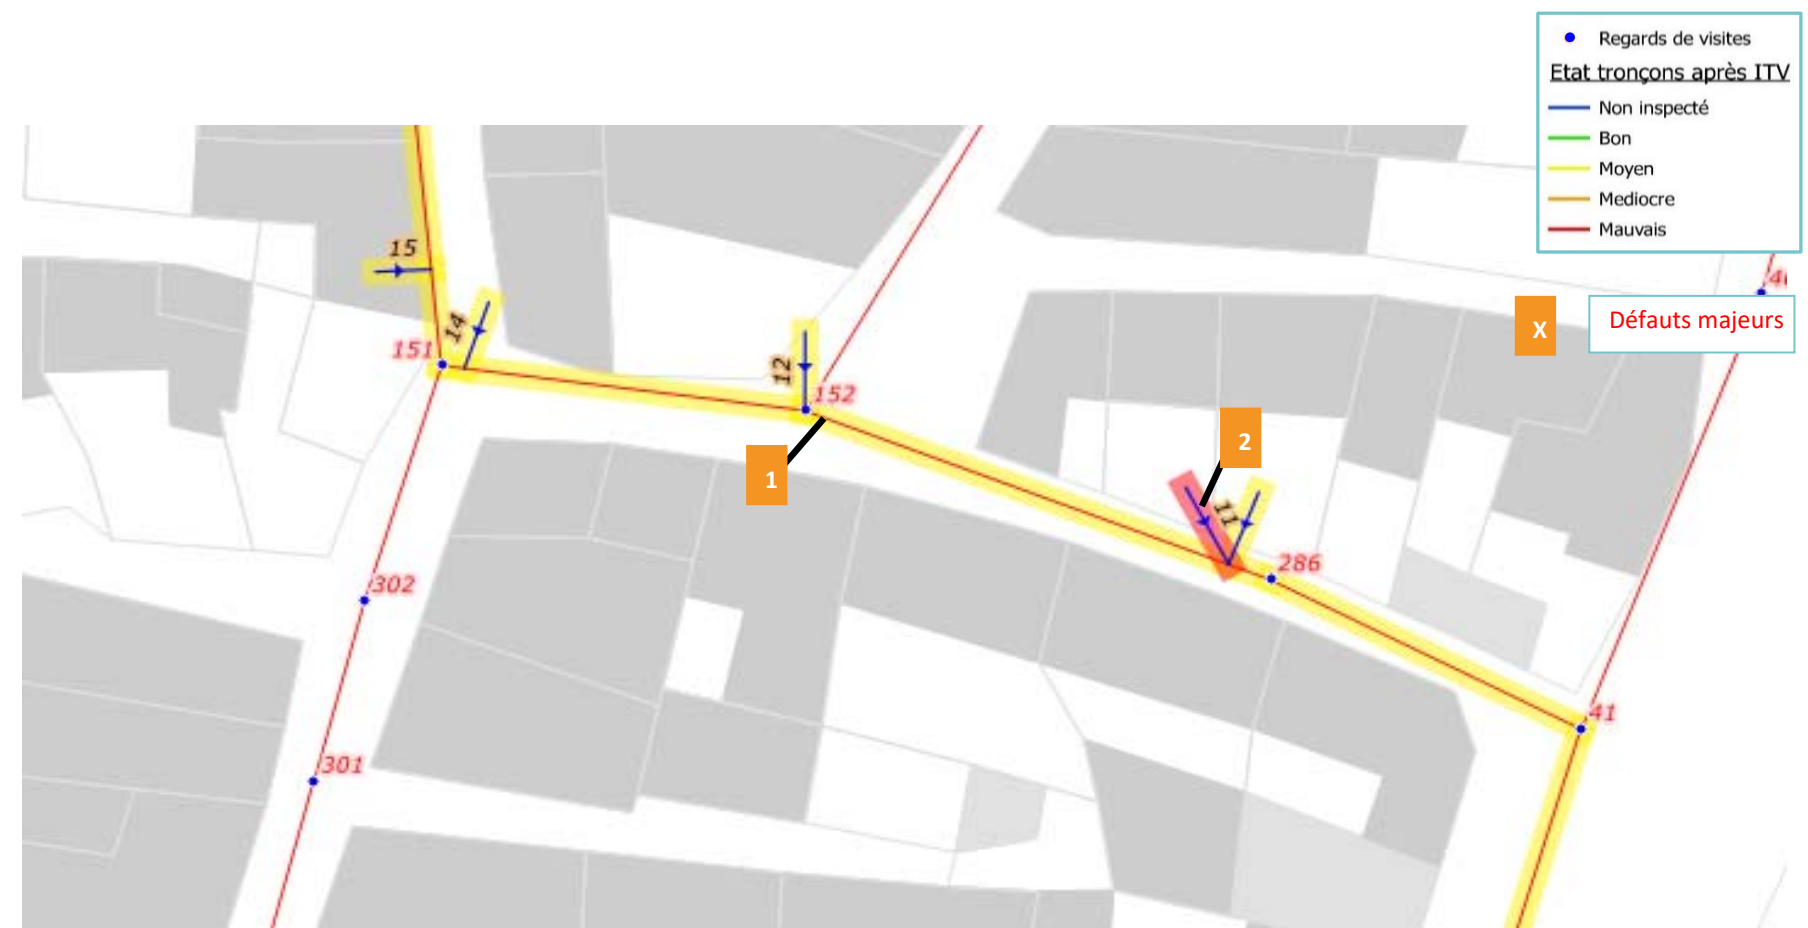 Regards de visites
Etat tronçons après ITV
Non inspecté
Bon
Moyen
Mediocre
Mauvais
X
Défauts majeurs
15
14
151
12
152
1
2
11
286
302
41
301